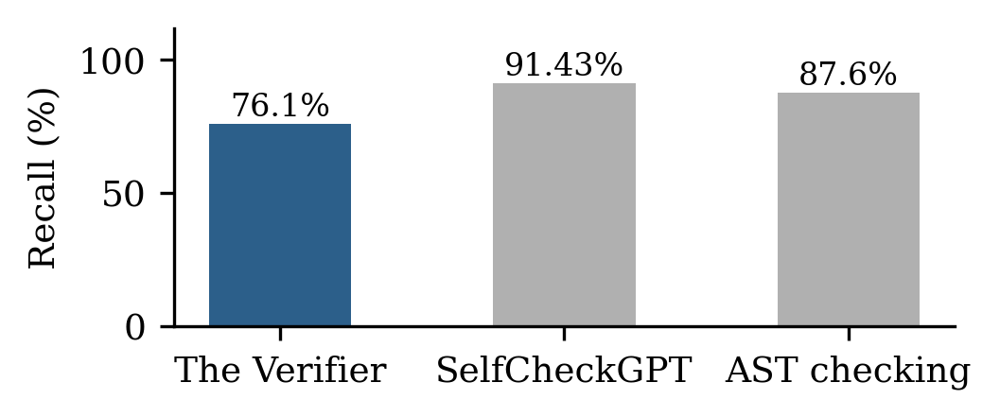 Recall (%)
100
50
0
76.1%
91.43%
87.6%
The Verifier
SelfCheckGPT
AST checking